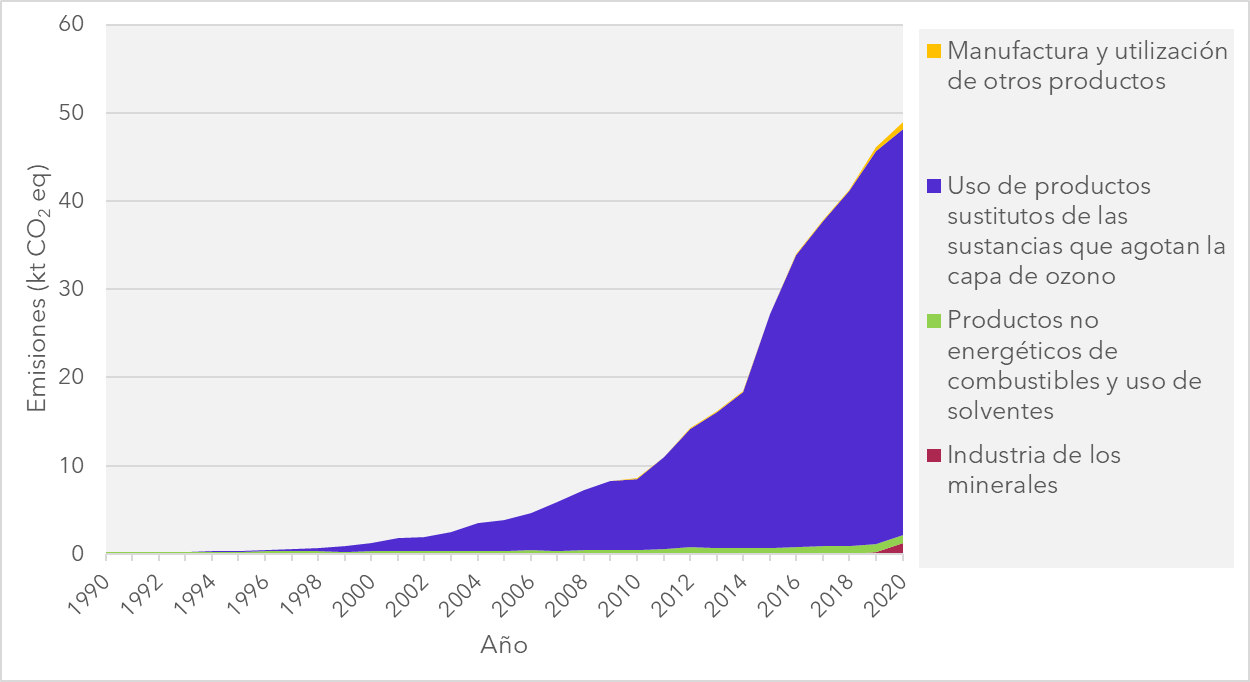 60
50
40
30
20
10
0
Emisiones (kt CO₂ eq)
1990
1992
1994
1996
1998
2000
2002
2004
2006
2008
2010
2012
2014
2016
2018
2020
Año
Manufactura y utilización
de otros productos
Uso de productos
sustitutos de las
sustancias que agotan la
capa de ozono
Productos no
energéticos de
combustibles y uso de
solventes
Industria de los
minerales